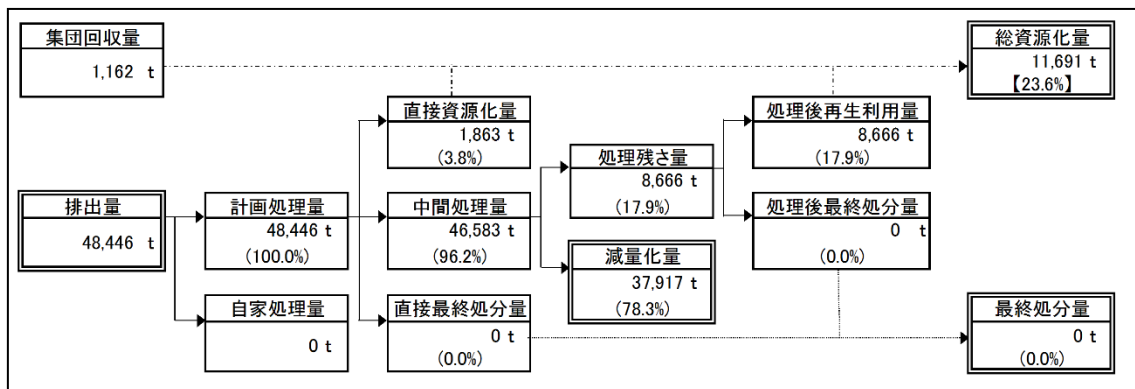 集団回収量
1,162 t
総資源化量
11,691 t
【23.6%】
直接資源化量
1,863 t
(3.8%)
処理後再生利用量
8,666 t
(17.9%)
処理残さ量
8,666 t
(17.9%)
排出量
48,446 t
計画処理量
48,446 t
(100.0%)
中間処理量
46,583 t
(96.2%)
処理後最終処分量
0 t
(0.0%)
減量化量
37,917 t
(78.3%)
自家処理量
0 t
直接最終処分量
0 t
(0.0%)
最終処分量
0 t
(0.0%)